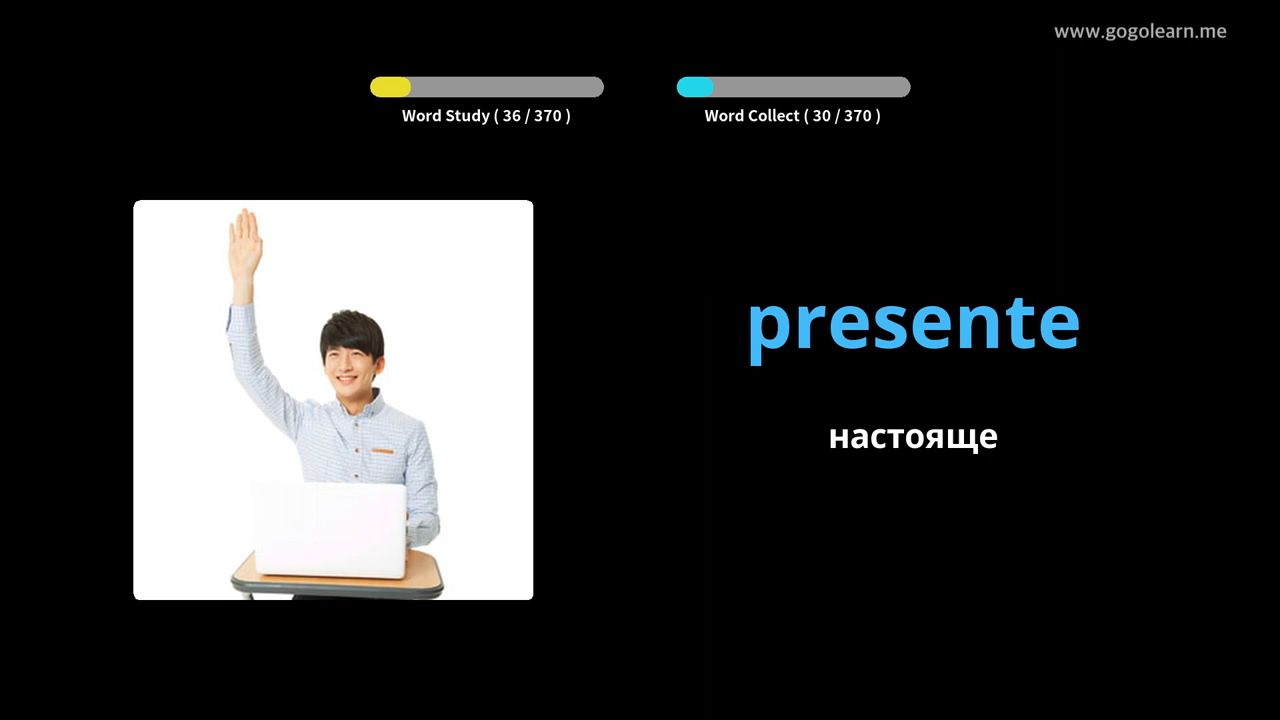 www.gogolearn.me
Word Study ( 36 / 370 )
Word Collect ( 30 / 370 )
presente
настояще